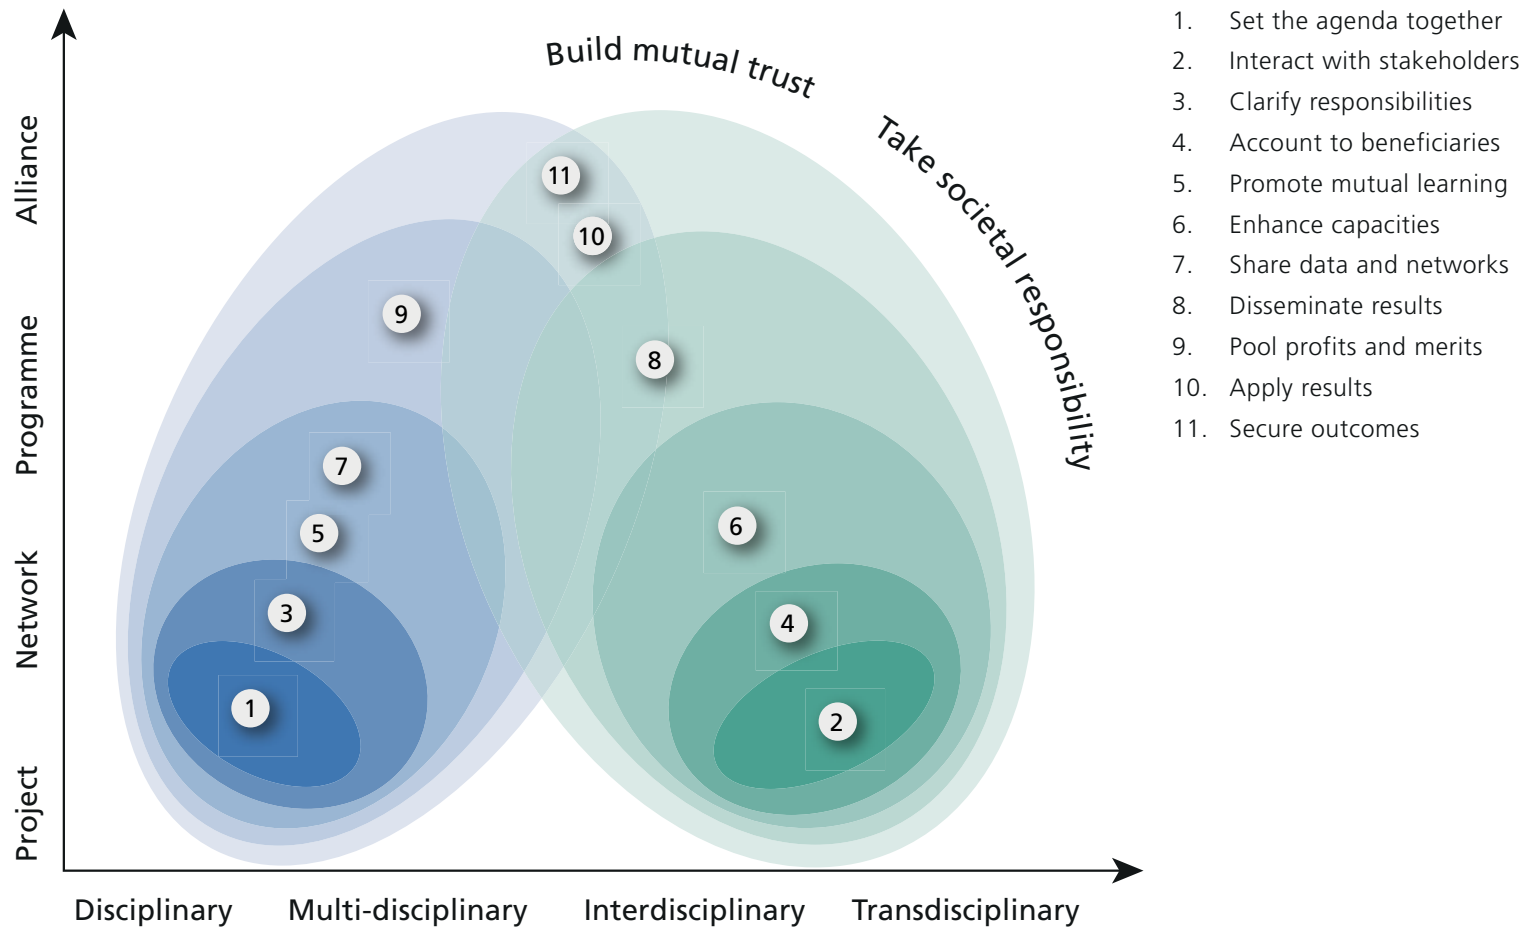 Build mutual trust
Take societal responsibility
Alliance
Programme
Network
Project
11
10
9
8
7
5
6
3
4
1
2
Disciplinary Multi-disciplinary Interdisciplinary Transdisciplinary
1. Set the agenda together
2. Interact with stakeholders
3. Clarify responsibilities
4. Account to beneficiaries
5. Promote mutual learning
6. Enhance capacities
7. Share data and networks
8. Disseminate results
9. Pool profits and merits
10. Apply results
11. Secure outcomes